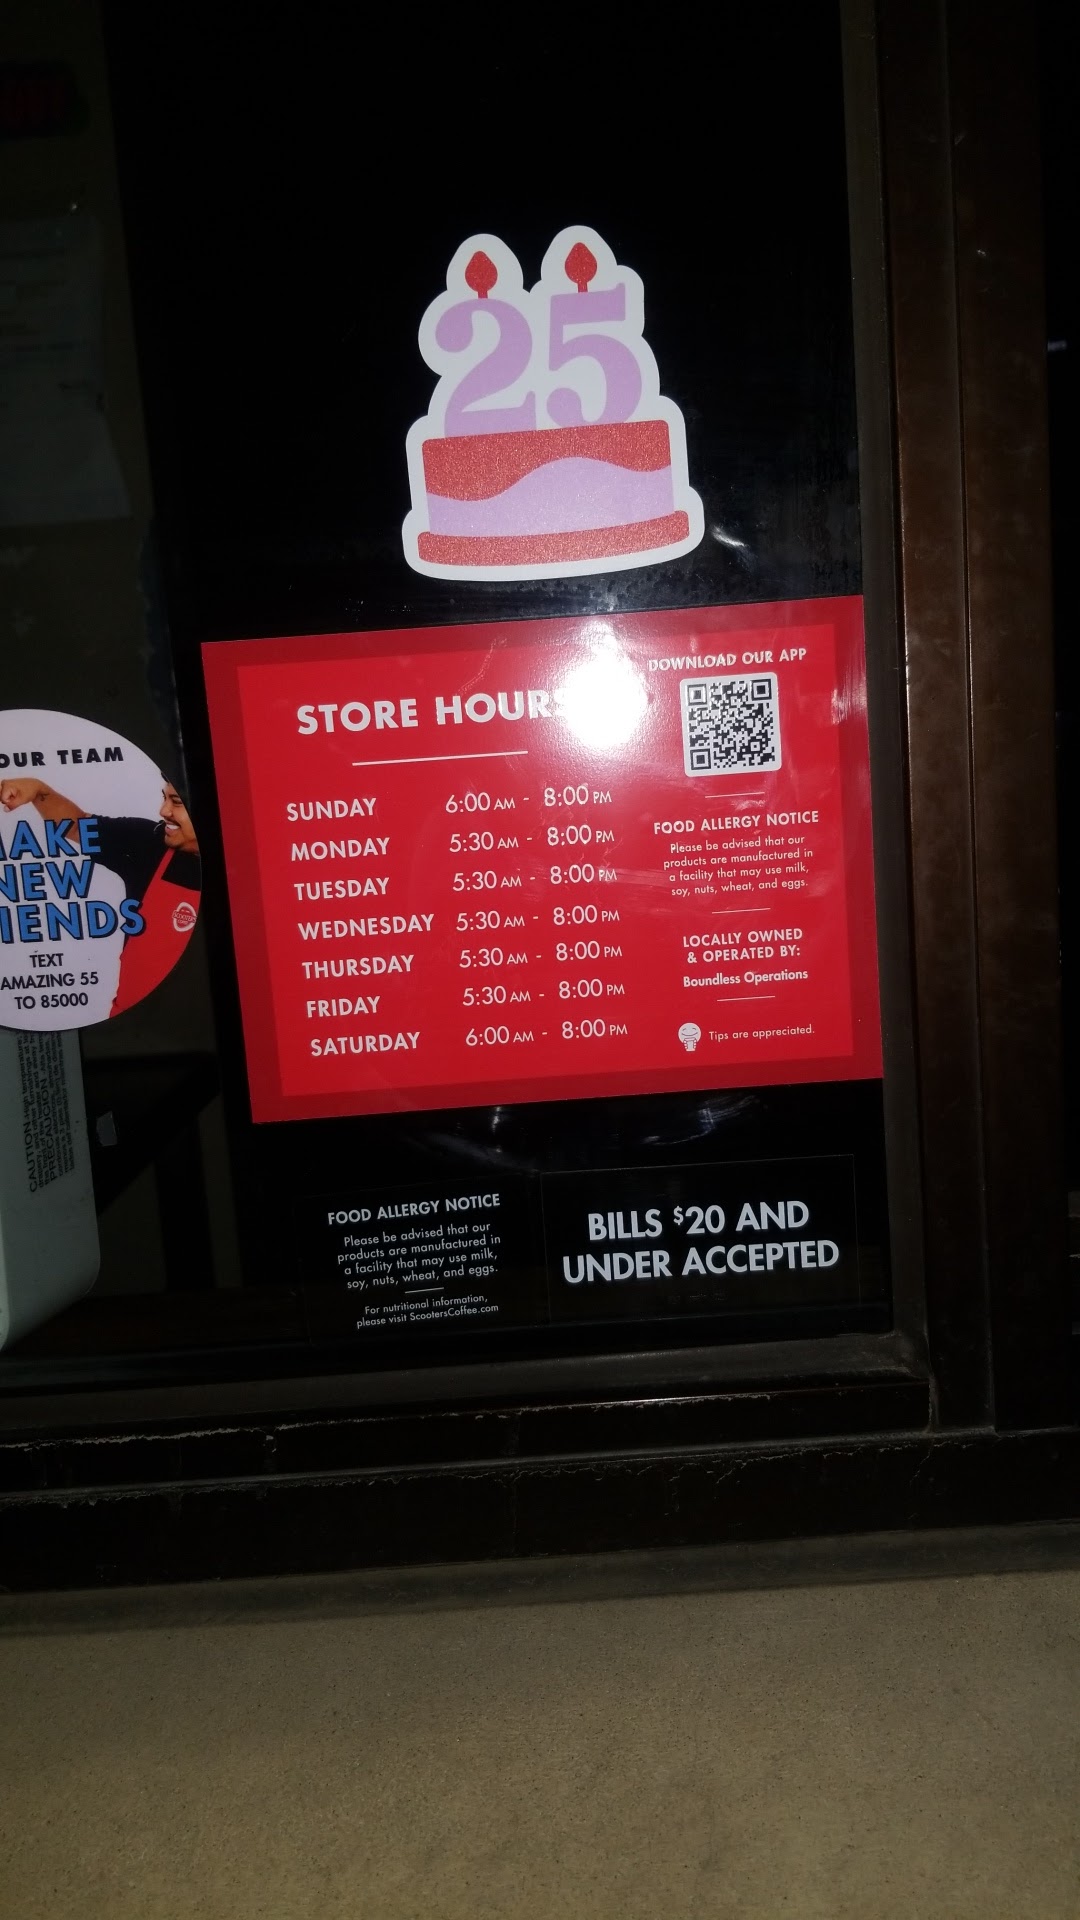 25
STORE HOURS
SUNDAY 6:00 AM - 8:00 PM
MONDAY 5:30 AM - 8:00 PM
TUESDAY 5:30 AM - 8:00 PM
WEDNESDAY 5:30 AM - 8:00 PM
THURSDAY 5:30 AM - 8:00 PM
FRIDAY 5:30 AM - 8:00 PM
SATURDAY 6:00 AM - 8:00 PM
DOWNLOAD OUR APP
FOOD ALLERGY NOTICE
Please be advised that our
products are manufactured in
a facility that may use milk,
soy, nuts, wheat, and eggs.
LOCALLY OWNED
& OPERATED BY:
Boundless Operations
Tips are appreciated.
OUR TEAM
NEW
TEXT
AMAZING 55
TO 85000
FOOD ALLERGY NOTICE
Please be advised that our
products are manufactured in
a facility that may use milk,
soy, nuts, wheat, and eggs.
For nutritional information,
please visit ScootersCoffee.com
BILLS $20 AND
UNDER ACCEPTED